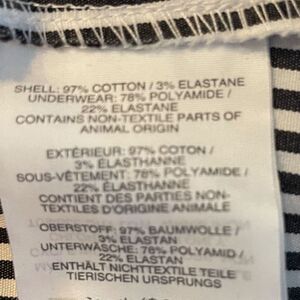 SHELL: 97% COTTON / 3% ELASTANE
UNDERWEAR: 78% POLYAMIDE /
22% ELASTANE
CONTAINS NON-TEXTILE PARTS OF
ANIMAL ORIGIN
EXTÉRIEUR: 97% COTON /
3% ÉLASTHANNE
SOUS-VÊTEMENT: 78% POLYAMIDE /
22% ÉLASTHANNE
CONTIENT DES PARTIES NON-
TEXTILES D'ORIGINE ANIMALE
OBERSTOFF: 97% BAUMWOLLE /
3% ELASTAN
UNTERWÄSCHE: 78% POLYAMID /
22% ELASTAN
ENTHÄLT NICHTTEXTILE TEILE
TIERISCHEN URSPRUNGS